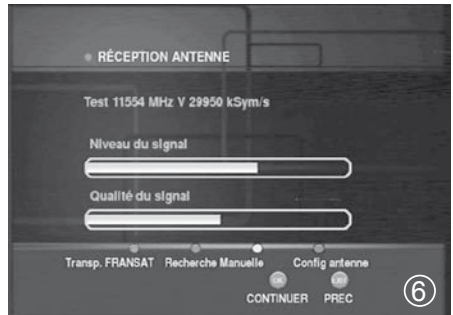 RÉCEPTION ANTENNE
Test 11554 MHz V 29950 kSym/s
Niveau du signal
Qualité du signal
Transp. FRANSAT Recherche Manuelle Config antenne
OK EXIT
CONTINUER PREC
6